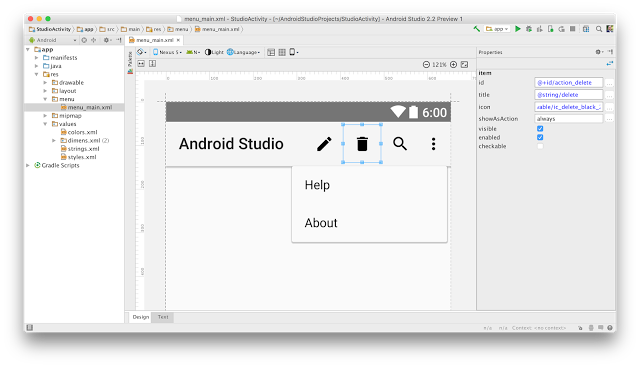 menu_main.xml - StudioActivity - [~/AndroidStudioProjects/StudioActivity] - Android Studio 2.2 Preview 1
StudioActivity app src main res menu menu_main.xml
app
Android
menu_main.xml
Properties
Nexus 5 N Light Language
121%
Palette
app
manifests
java
res
drawable
layout
menu
menu_main.xml
mipmap
values
colors.xml
dimens.xml (2)
strings.xml
styles.xml
Gradle Scripts
6:00
Android Studio
Help
About
item
id @+id/action_delete
title @string/delete
icon able/ic_delete_black_
showAsAction always
visible
enabled
checkable
Design Text
n/a n/a Context: <no context>